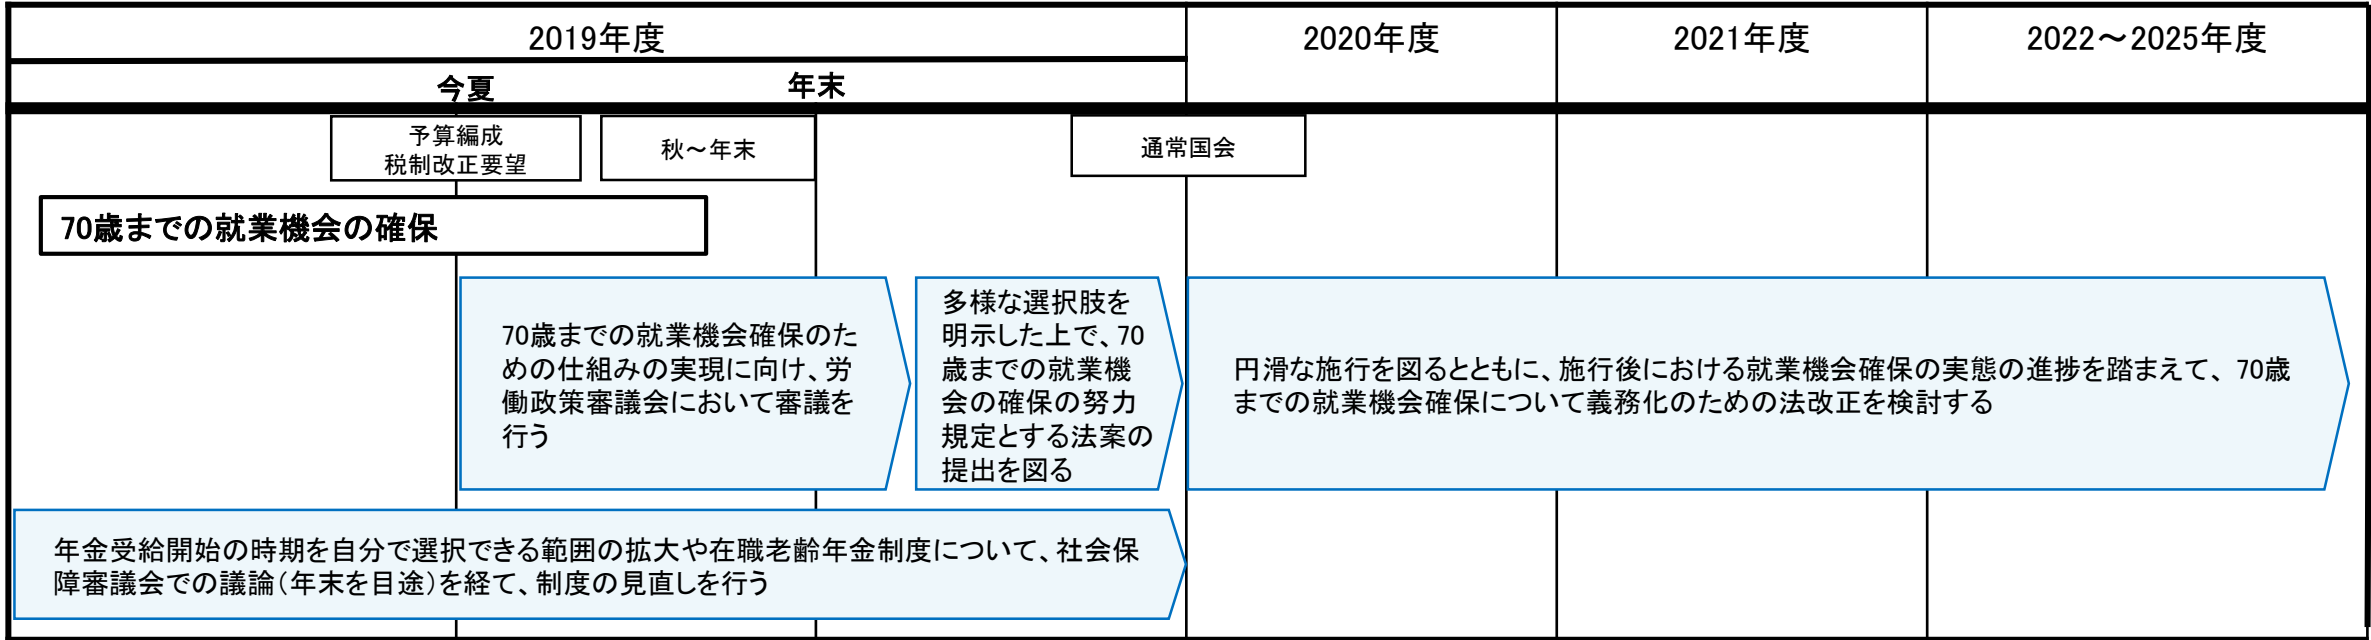 2019年度
2020年度
2021年度
2022～2025年度
今夏
年末
予算編成
税制改正要望
秋～年末
通常国会
70歳までの就業機会の確保
70歳までの就業機会確保のた
めの仕組みの実現に向け、労
働政策審議会において審議を
行う
多様な選択肢を
明示した上で、70
歳までの就業機
会の確保の努力
規定とする法案の
提出を図る
円滑な施行を図るとともに、施行後における就業機会確保の実態の進捗を踏まえて、70歳
までの就業機会確保について義務化のための法改正を検討する
年金受給開始の時期を自分で選択できる範囲の拡大や在職老齢年金制度について、社会保
障審議会での議論（年末を目途）を経て、制度の見直しを行う